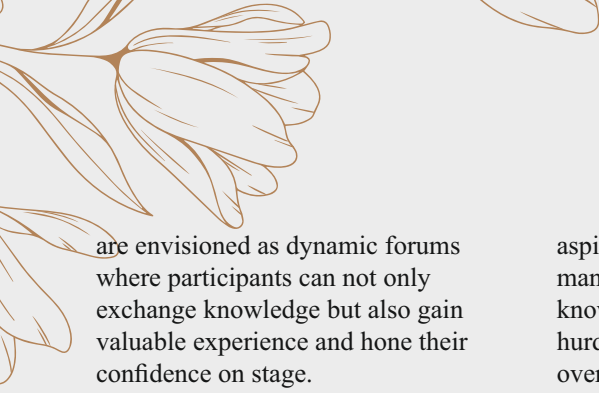 are envisioned as dynamic forums
where participants can not only
exchange knowledge but also gain
valuable experience and hone their
confidence on stage.